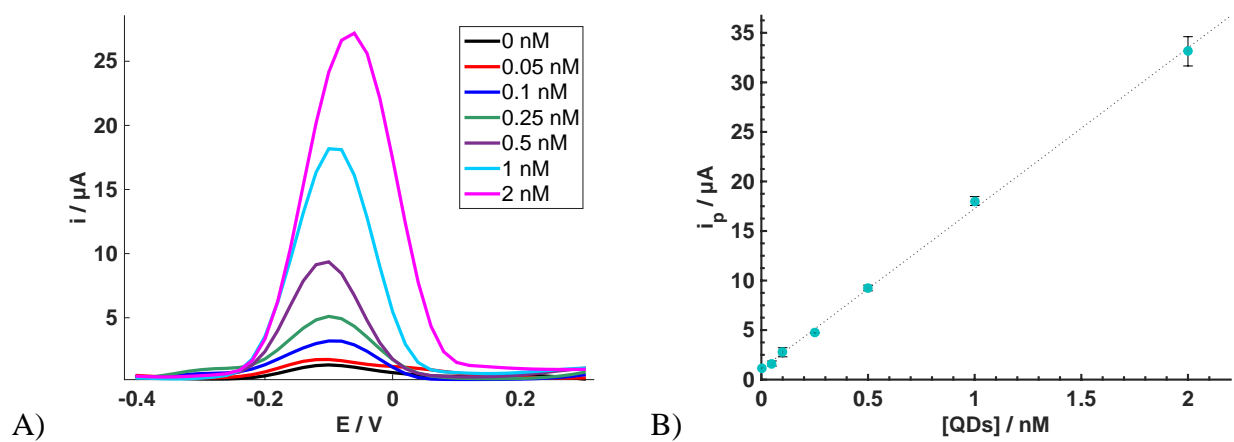 25
20
15
10
5
i / µA
-0.4
-0.2
0
0.2
E / V
0 nM
0.05 nM
0.1 nM
0.25 nM
0.5 nM
1 nM
2 nM
A)
35
30
25
20
15
10
5
0
i_p / µA
0
0.5
1
1.5
2
[QDs] / nM
B)